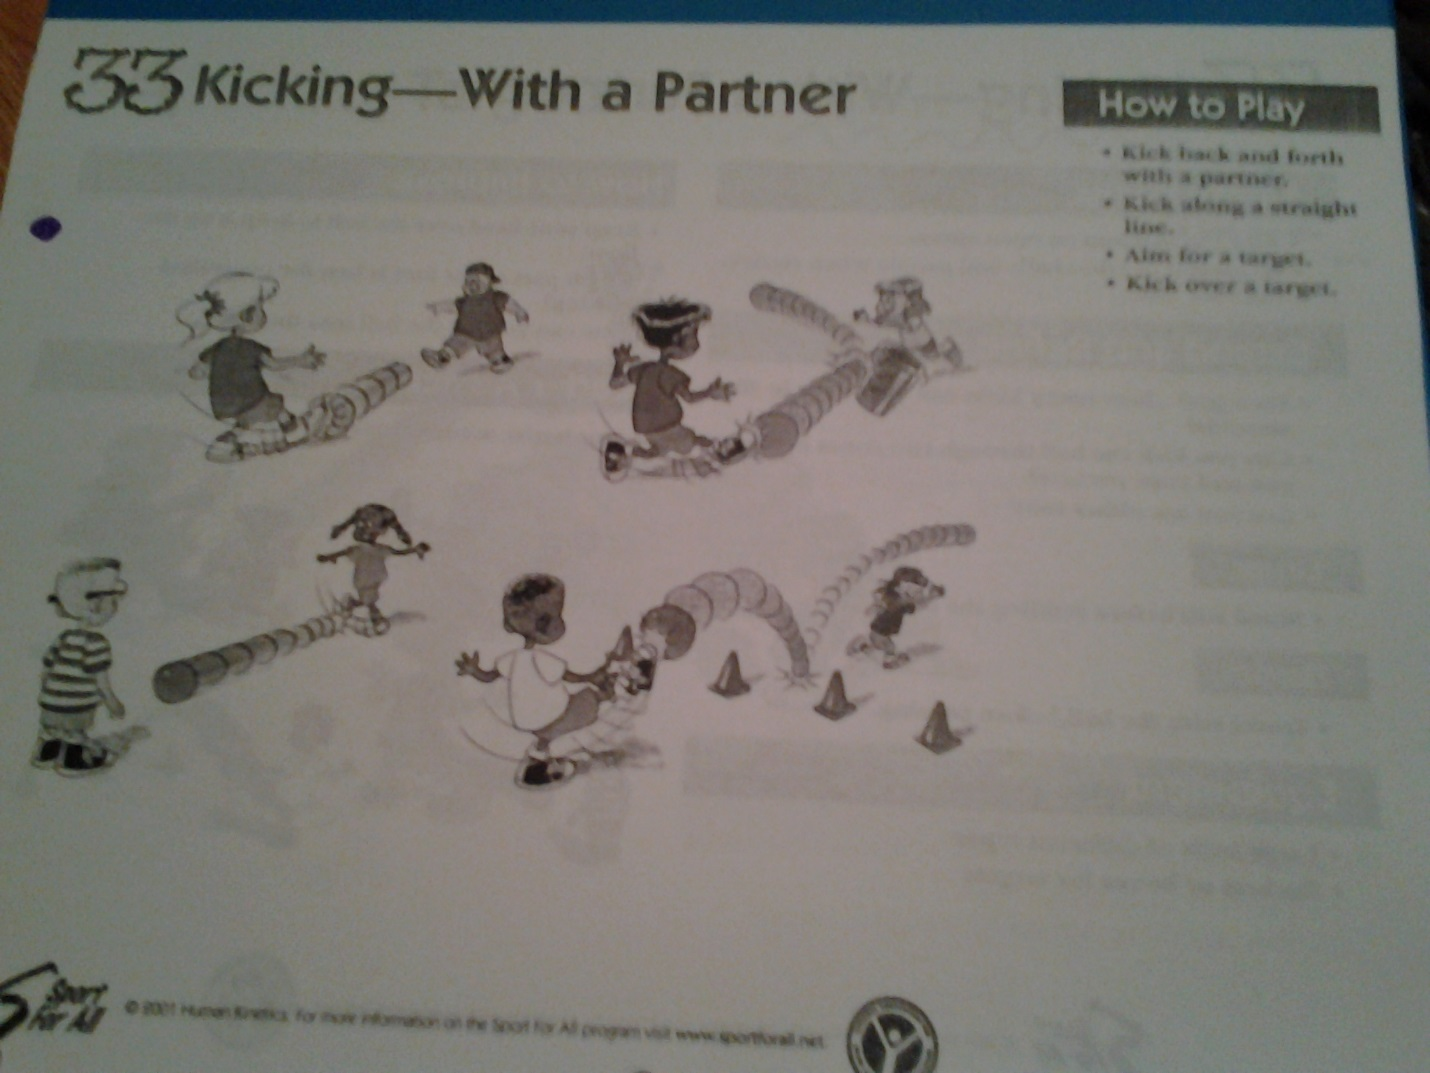 33 Kicking—With a Partner
How to Play
• Kick back and forth
with a partner.
• Kick along a straight
line.
• Aim for a target.
• Kick over a target.
Sport
For All
© 2001 Human Kinetics. For more information on the Sport For All program visit www.sportforall.net.